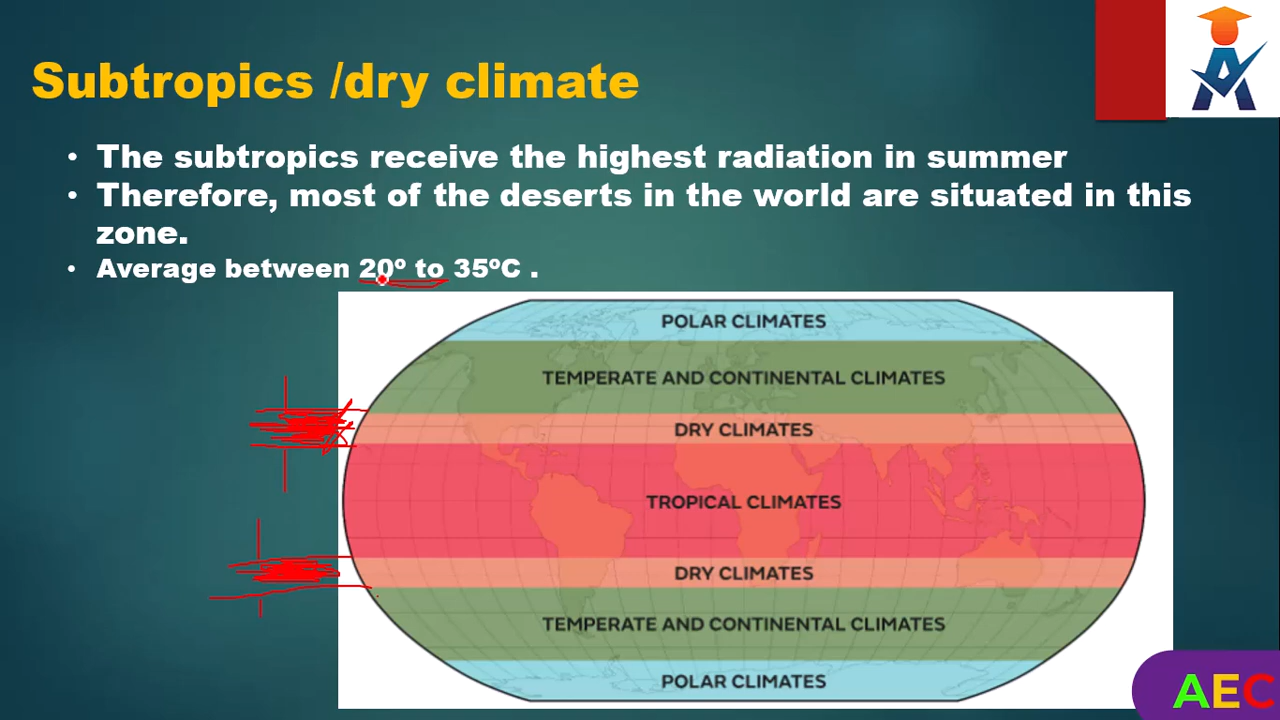 Subtropics /dry climate
• The subtropics receive the highest radiation in summer
• Therefore, most of the deserts in the world are situated in this
zone.
• Average between 20º to 35ºC .
POLAR CLIMATES
TEMPERATE AND CONTINENTAL CLIMATES
DRY CLIMATES
TROPICAL CLIMATES
DRY CLIMATES
TEMPERATE AND CONTINENTAL CLIMATES
POLAR CLIMATES
AEC